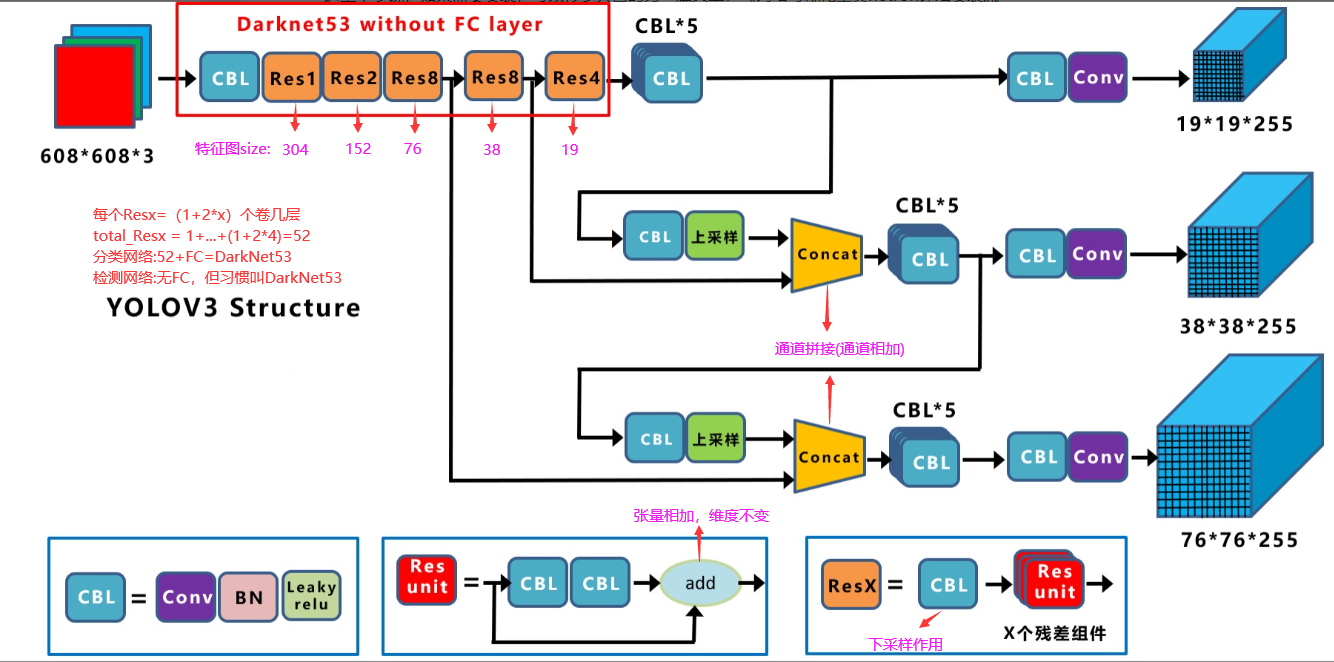 Darknet53 without FC layer
CBL*5
CBL
Res1
Res2
Res8
Res8
Res4
CBL
CBL
Conv
608*608*3
特征图size:
304
152
76
38
19
19*19*255
每个Resx=（1+2*x）个卷几层
total_Resx = 1+...+(1+2*4)=52
分类网络:52+FC=DarkNet53
检测网络:无FC，但习惯叫DarkNet53
YOLOV3 Structure
CBL*5
CBL
上采样
Concat
CBL
CBL
Conv
38*38*255
通道拼接(通道相加)
CBL*5
CBL
上采样
Concat
CBL
CBL
Conv
76*76*255
CBL
=
Conv
BN
Leaky
relu
张量相加，维度不变
Res
unit
=
CBL
CBL
add
ResX
=
CBL
Res
unit
X个残差组件
下采样作用